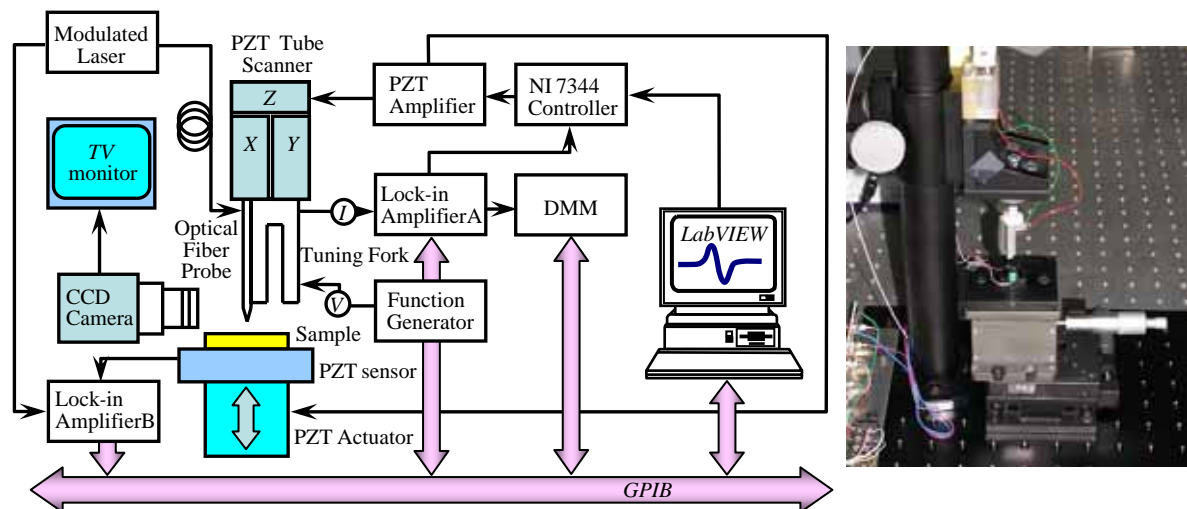 Modulated
Laser
PZT Tube
Scanner
Z
X
Y
PZT
Amplifier
NI 7344
Controller
TV
monitor
Optical
Fiber
Probe
I
Lock-in
AmplifierA
DMM
LabVIEW
Tuning Fork
CCD
Camera
V
Function
Generator
Sample
PZT sensor
Lock-in
AmplifierB
PZT Actuator
GPIB